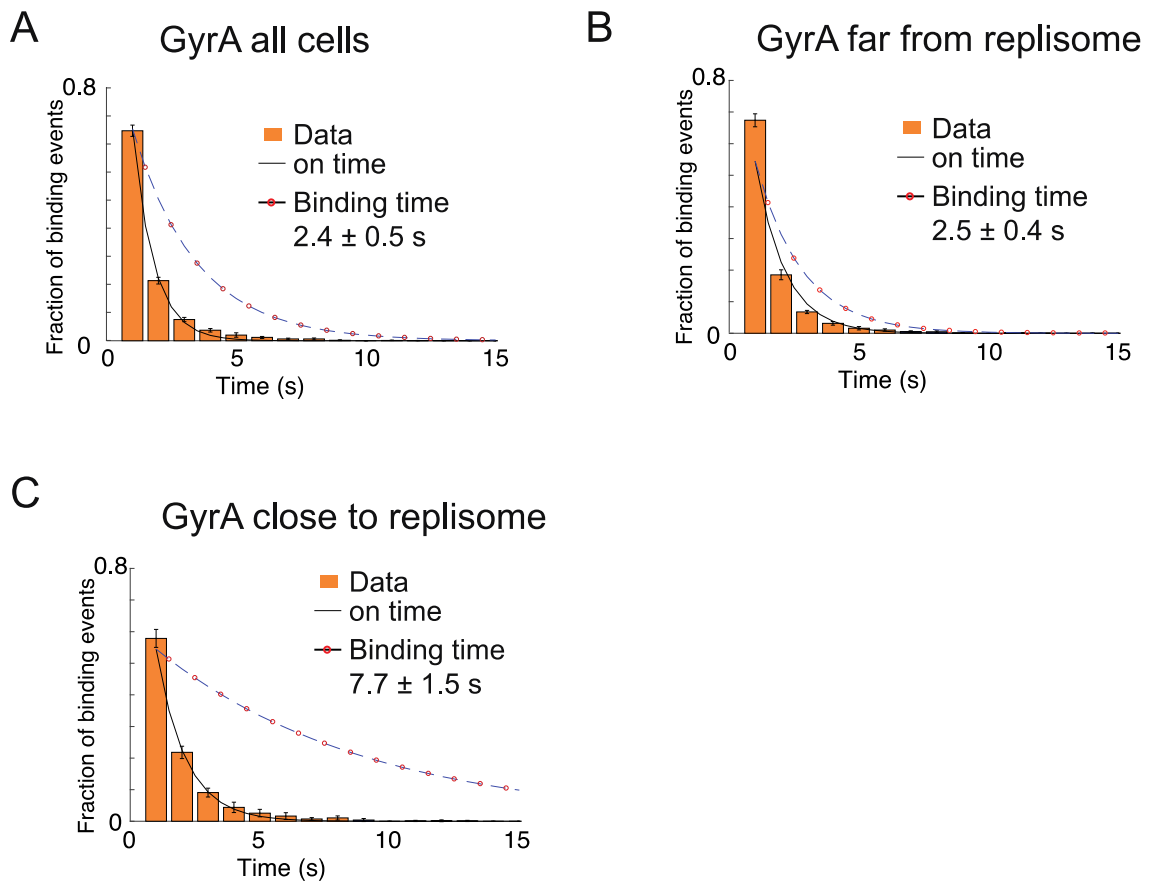 A
GyrA all cells
0.8
Fraction of binding events
0
Data
on time
Binding time
2.4 ± 0.5 s
0
5
10
15
Time (s)
B
GyrA far from replisome
0.8
Fraction of binding events
0
Data
on time
Binding time
2.5 ± 0.4 s
0
5
10
15
Time (s)
C
GyrA close to replisome
0.8
Fraction of binding events
0
Data
on time
Binding time
7.7 ± 1.5 s
0
5
10
15
Time (s)